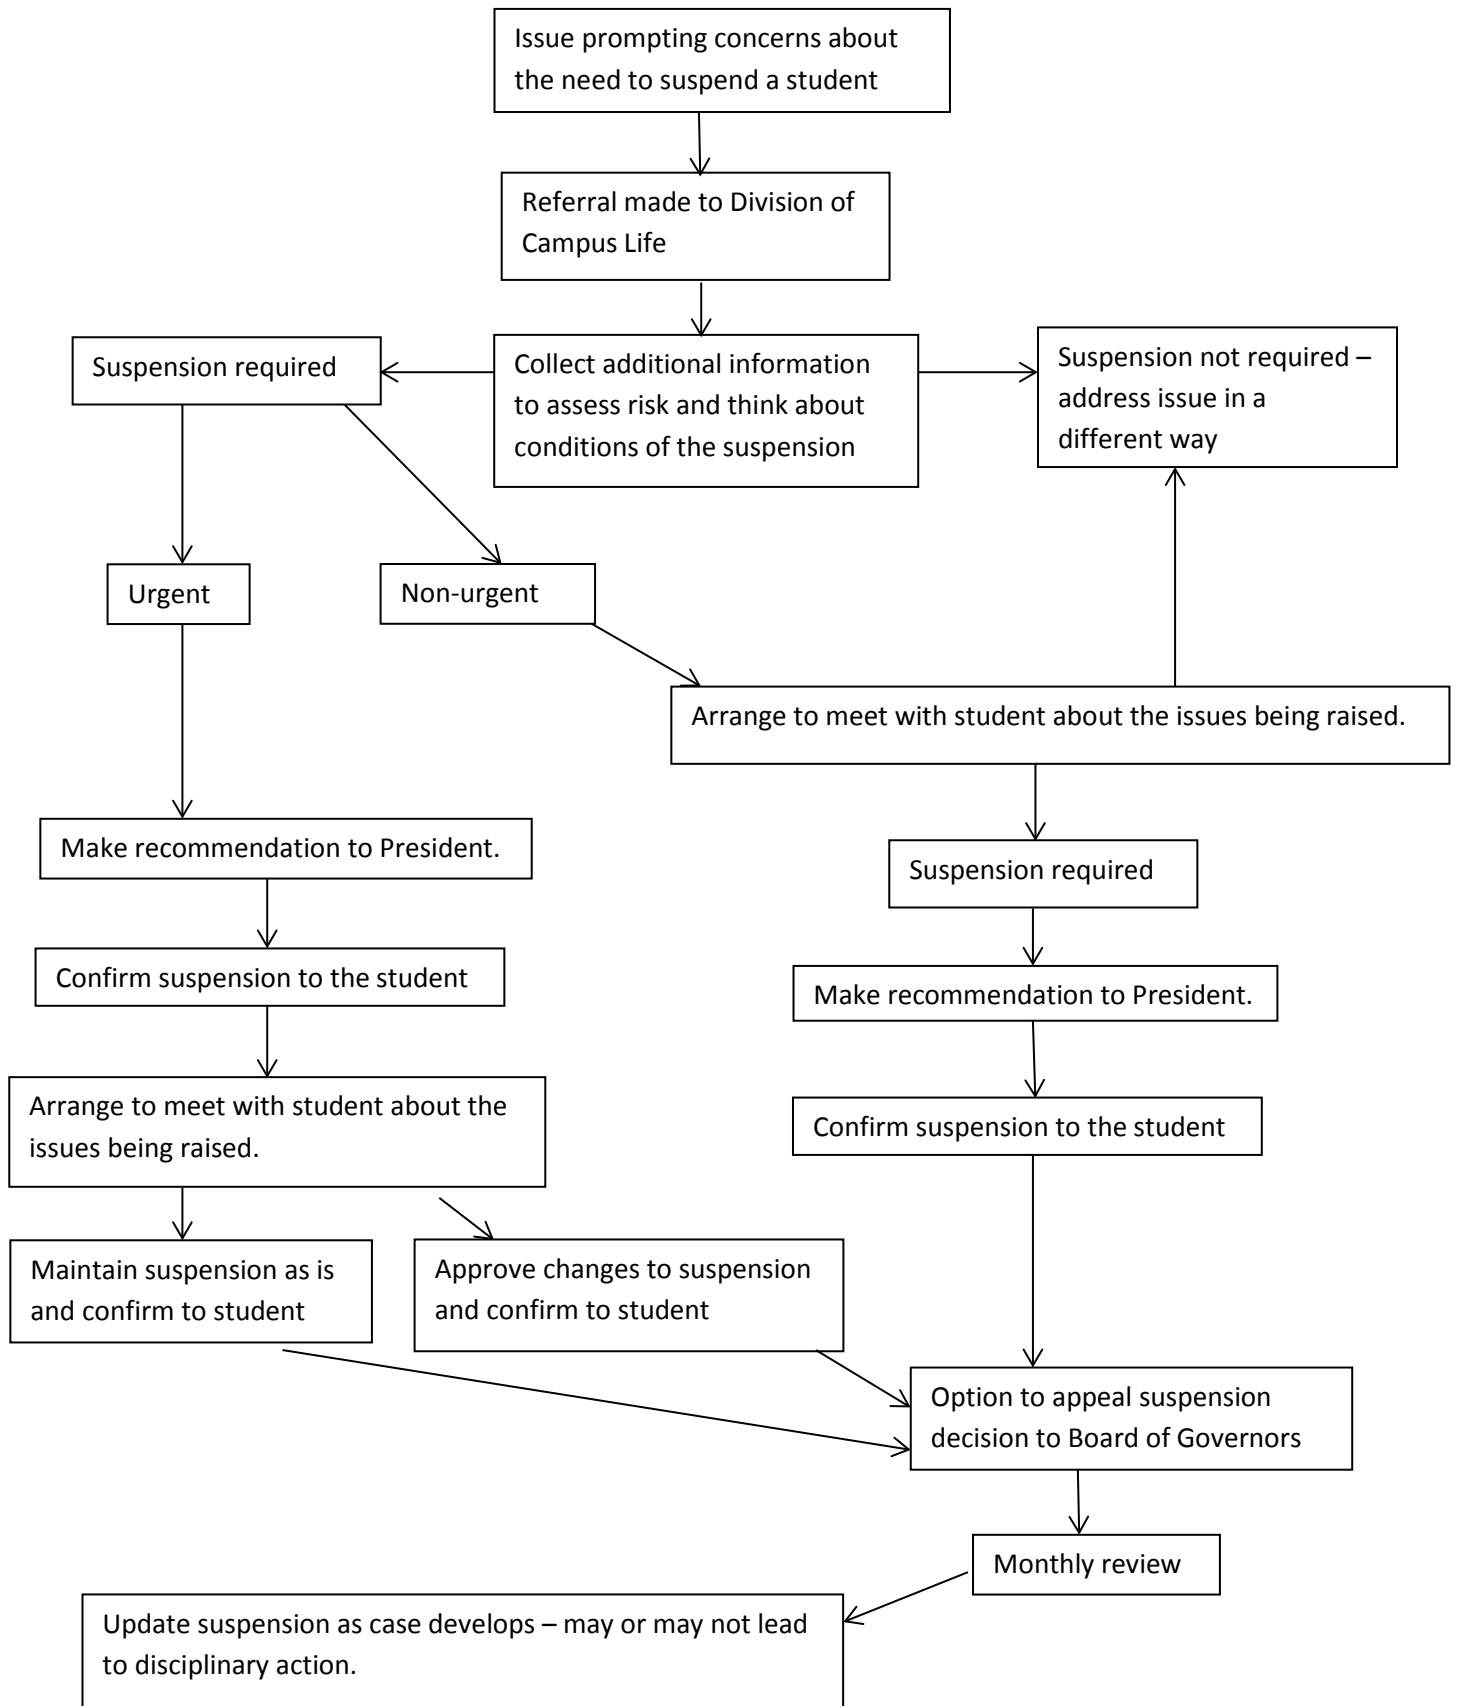 Issue prompting concerns about
the need to suspend a student
Referral made to Division of
Campus Life
Suspension required
Collect additional information
to assess risk and think about
conditions of the suspension
Suspension not required –
address issue in a
different way
Urgent
Non-urgent
Arrange to meet with student about the issues being raised.
Make recommendation to President.
Suspension required
Confirm suspension to the student
Make recommendation to President.
Arrange to meet with student about the
issues being raised.
Confirm suspension to the student
Maintain suspension as is
and confirm to student
Approve changes to suspension
and confirm to student
Option to appeal suspension
decision to Board of Governors
Monthly review
Update suspension as case develops – may or may not lead
to disciplinary action.